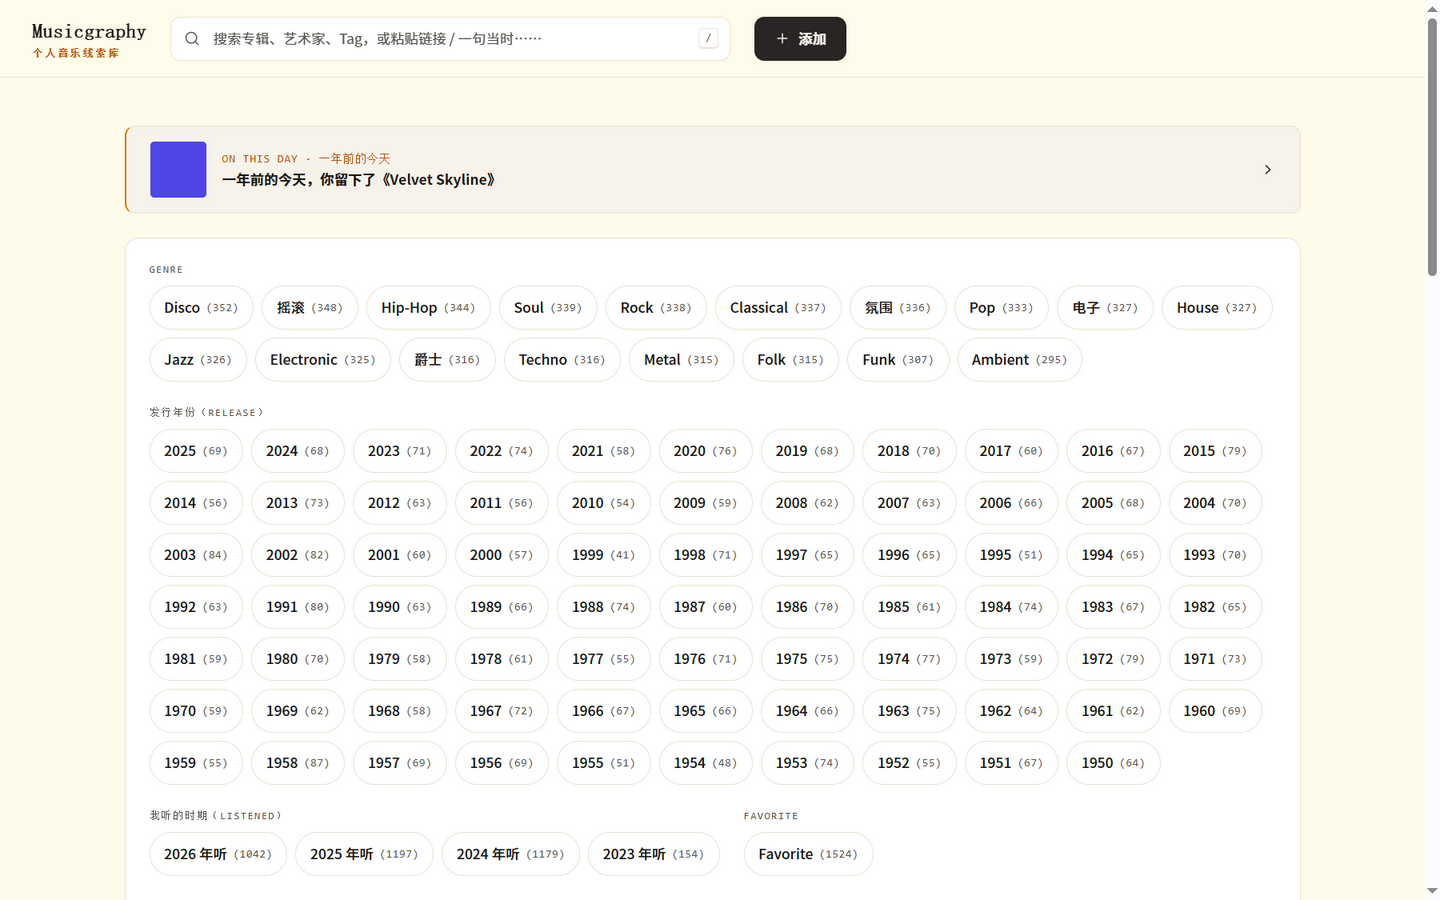 Musicgraphy
个人音乐线索库
搜索专辑、艺术家、Tag，或粘贴链接 / 一句当时……
/
添加
ON THIS DAY · 一年前的今天
一年前的今天，你留下了《Velvet Skyline》
GENRE
Disco (352) 摇滚 (348) Hip-Hop (344) Soul (339) Rock (338) Classical (337) 氛围 (336) Pop (333) 电子 (327) House (327)
Jazz (326) Electronic (325) 爵士 (316) Techno (316) Metal (315) Folk (315) Funk (307) Ambient (295)
发行年份 (RELEASE)
2025 (69) 2024 (68) 2023 (71) 2022 (74) 2021 (58) 2020 (76) 2019 (68) 2018 (70) 2017 (60) 2016 (67) 2015 (79)
2014 (56) 2013 (73) 2012 (63) 2011 (56) 2010 (54) 2009 (59) 2008 (62) 2007 (63) 2006 (66) 2005 (68) 2004 (70)
2003 (84) 2002 (82) 2001 (60) 2000 (57) 1999 (41) 1998 (71) 1997 (65) 1996 (65) 1995 (51) 1994 (65) 1993 (70)
1992 (63) 1991 (80) 1990 (63) 1989 (66) 1988 (74) 1987 (60) 1986 (70) 1985 (61) 1984 (74) 1983 (67) 1982 (65)
1981 (59) 1980 (70) 1979 (58) 1978 (61) 1977 (55) 1976 (71) 1975 (75) 1974 (77) 1973 (59) 1972 (79) 1971 (73)
1970 (59) 1969 (62) 1968 (58) 1967 (72) 1966 (67) 1965 (66) 1964 (66) 1963 (75) 1962 (64) 1961 (62) 1960 (69)
1959 (55) 1958 (87) 1957 (69) 1956 (69) 1955 (51) 1954 (48) 1953 (74) 1952 (55) 1951 (67) 1950 (64)
我听的时期 (LISTENED)
2026 年听 (1042) 2025 年听 (1197) 2024 年听 (1179) 2023 年听 (154)
FAVORITE
Favorite (1524)